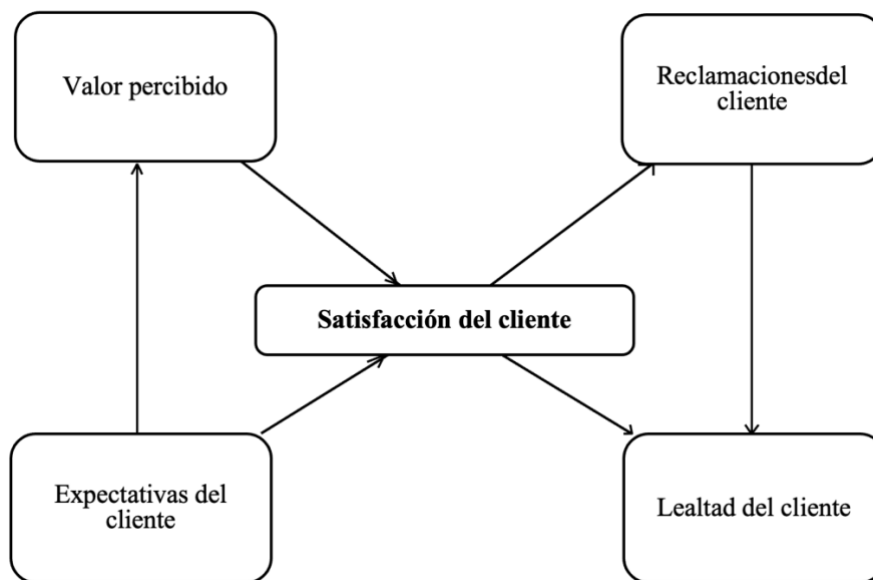 Valor percibido
Reclamacionesdel
cliente
Satisfacción del cliente
Expectativas del
cliente
Lealtad del cliente